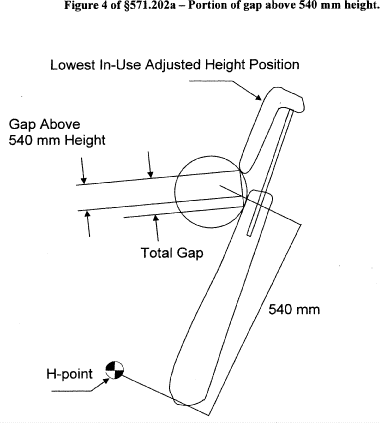 Figure 4 of §571.202a – Portion of gap above 540 mm height.
Lowest In-Use Adjusted Height Position
Gap Above
540 mm Height
Total Gap
540 mm
H-point